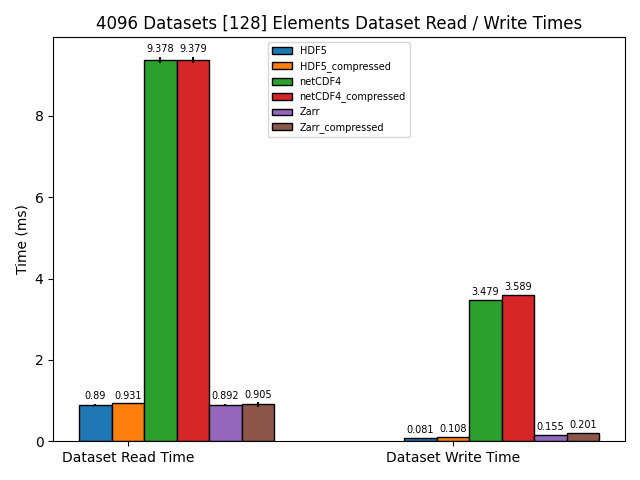 4096 Datasets [128] Elements Dataset Read / Write Times
9.378 9.379
HDF5
HDF5_compressed
netCDF4
netCDF4_compressed
Zarr
Zarr_compressed
Time (ms)
8
6
4
2
0
0.89 0.931 0.892 0.905
0.081 0.108 3.479 3.589 0.155 0.201
Dataset Read Time Dataset Write Time